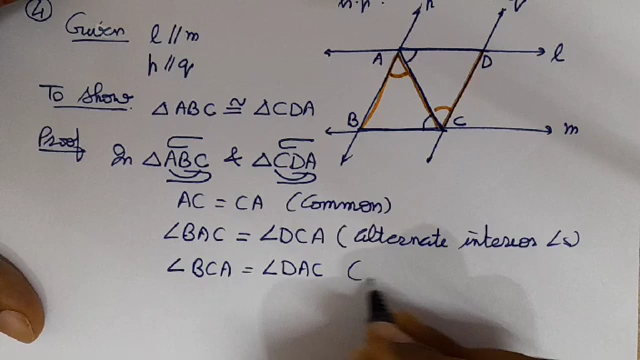 4
Given l // m
p // q
To show: △ABC ≅ △CDA
Proof In △ABC & △CDA
AC = CA (Common)
∠BAC = ∠DCA (alternate interior ∠s)
∠BCA = ∠DAC (
p q
A D l
B C m